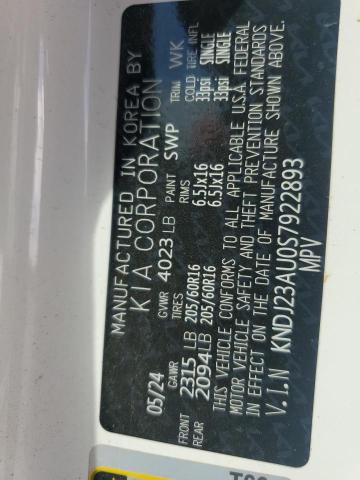 MANUFACTURED IN KOREA BY
KIA CORPORATION
05/24 GVWR 4023 LB PAINT SWP TRIM WK
GAWR TIRES RIMS COLD TIRE INFL
FRONT 2315 LB 205/60R16 6.5JX16 33psi SINGLE
REAR 2094 LB 205/60R16 6.5JX16 33psi SINGLE
THIS VEHICLE CONFORMS TO ALL APPLICABLE U.S.A FEDERAL
MOTOR VEHICLE SAFETY AND THEFT PREVENTION STANDARDS
IN EFFECT ON THE DATE OF MANUFACTURE SHOWN ABOVE.
V.I.N KNDJ23AU0S7922893
MPV